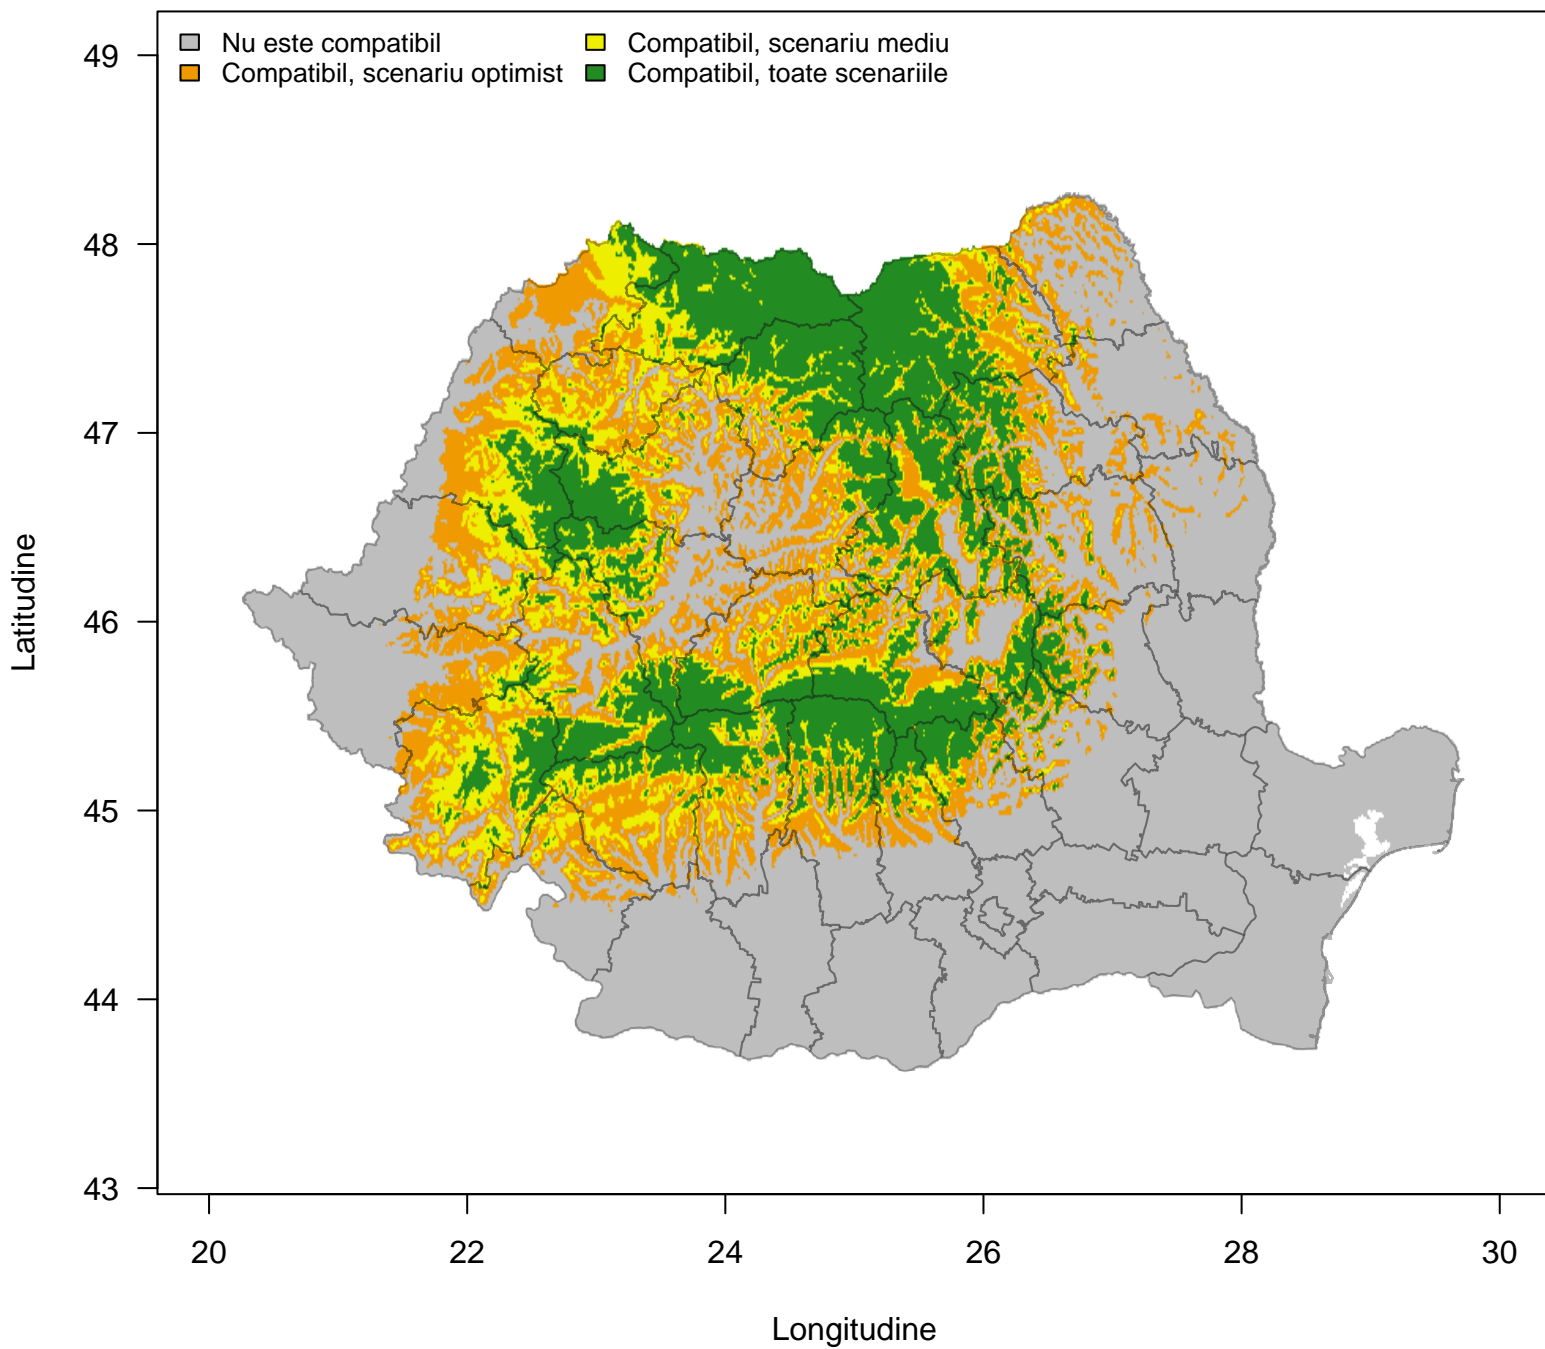 Nu este compatibil
Compatibil, scenariu optimist
Compatibil, scenariu mediu
Compatibil, toate scenariile
49
48
47
46
45
44
43
Latitudine
20 22 24 26 28 30
Longitudine